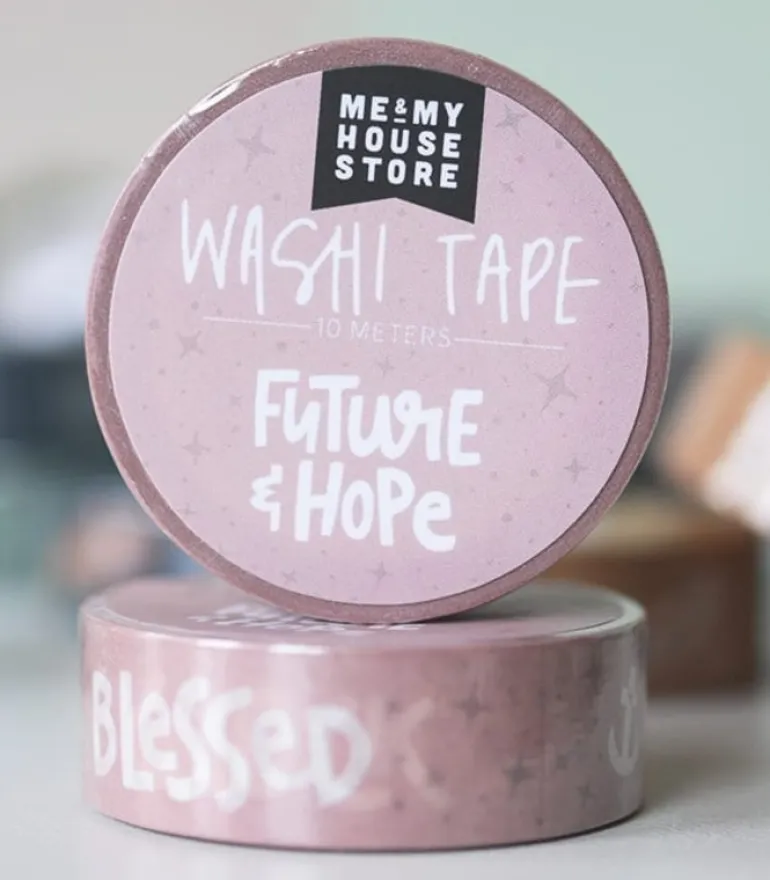 ME & MY
HOUSE
STORE
WASHI TAPE
10 METERS
FUTURE
& HOPE
BLESSED